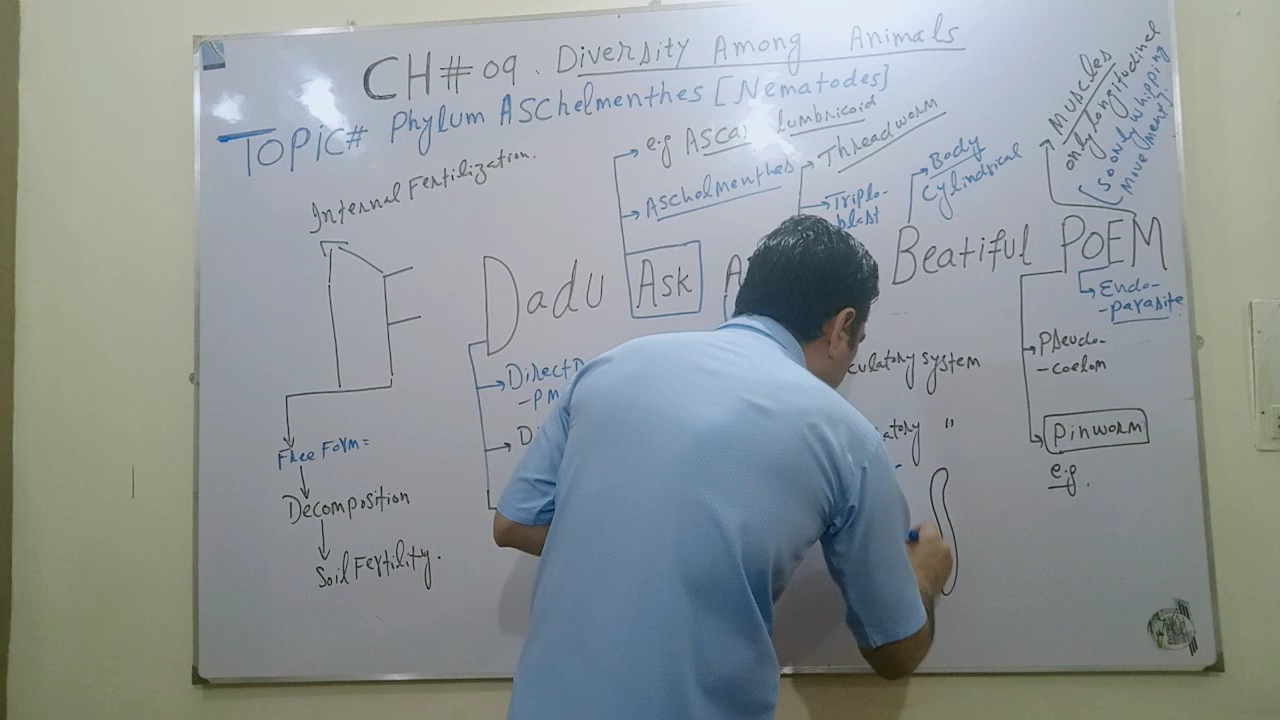 CH# 09. Diversity Among Animals
TOPIC# Phylum ASChelmenthes [Nematodes]
Internal Fertilization.
e.g Ascar lumbricoid
Aschelmenthes
Threadworm
Triplo-
blast
Body
Cylindrical
Muscles
only longitudinal
(so only whipping
Movement).
Dadu
Ask
A
Beatiful
POEM
Direct D
-PM
D
culatory system
atory "
Endo-
-parasite
Pseudo-
-coelom
Pinworm
e.g.
Free Form=
Decomposition
Soil Fertility.